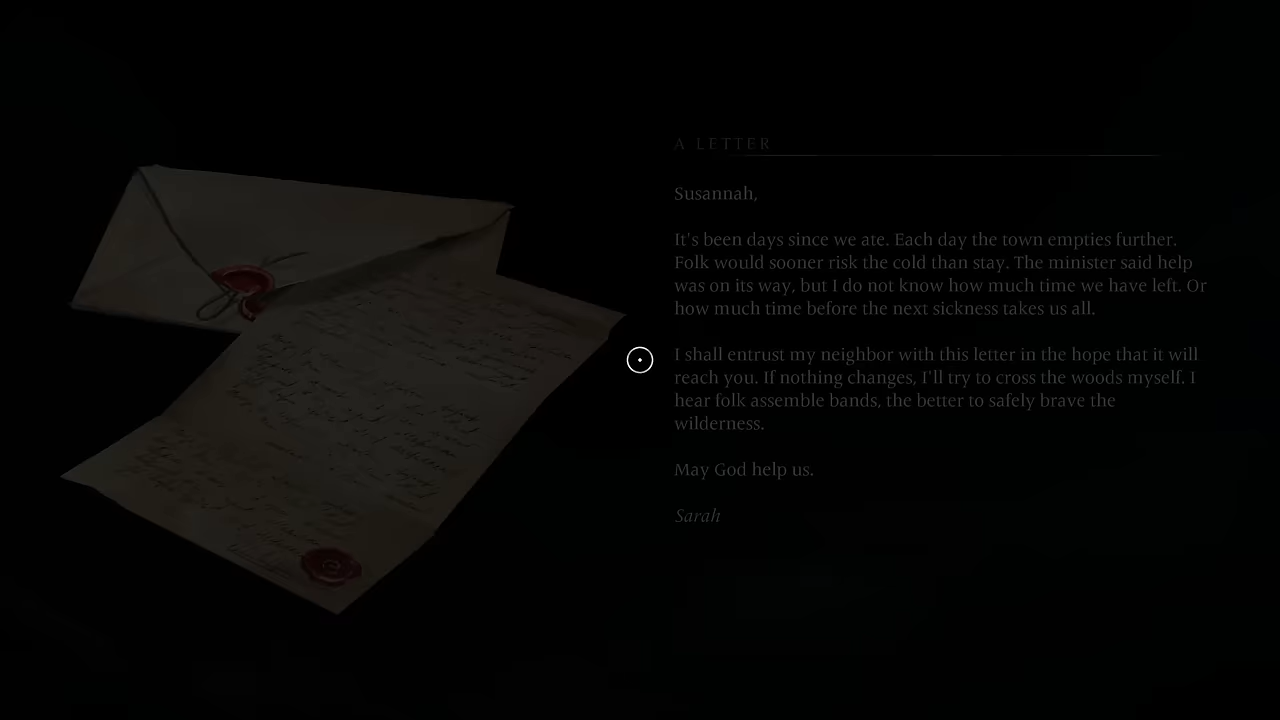 A LETTER
Susannah,
It's been days since we ate. Each day the town empties further.
Folk would sooner risk the cold than stay. The minister said help
was on its way, but I do not know how much time we have left. Or
how much time before the next sickness takes us all.
I shall entrust my neighbor with this letter in the hope that it will
reach you. If nothing changes, I'll try to cross the woods myself. I
hear folk assemble bands, the better to safely brave the
wilderness.
May God help us.
Sarah